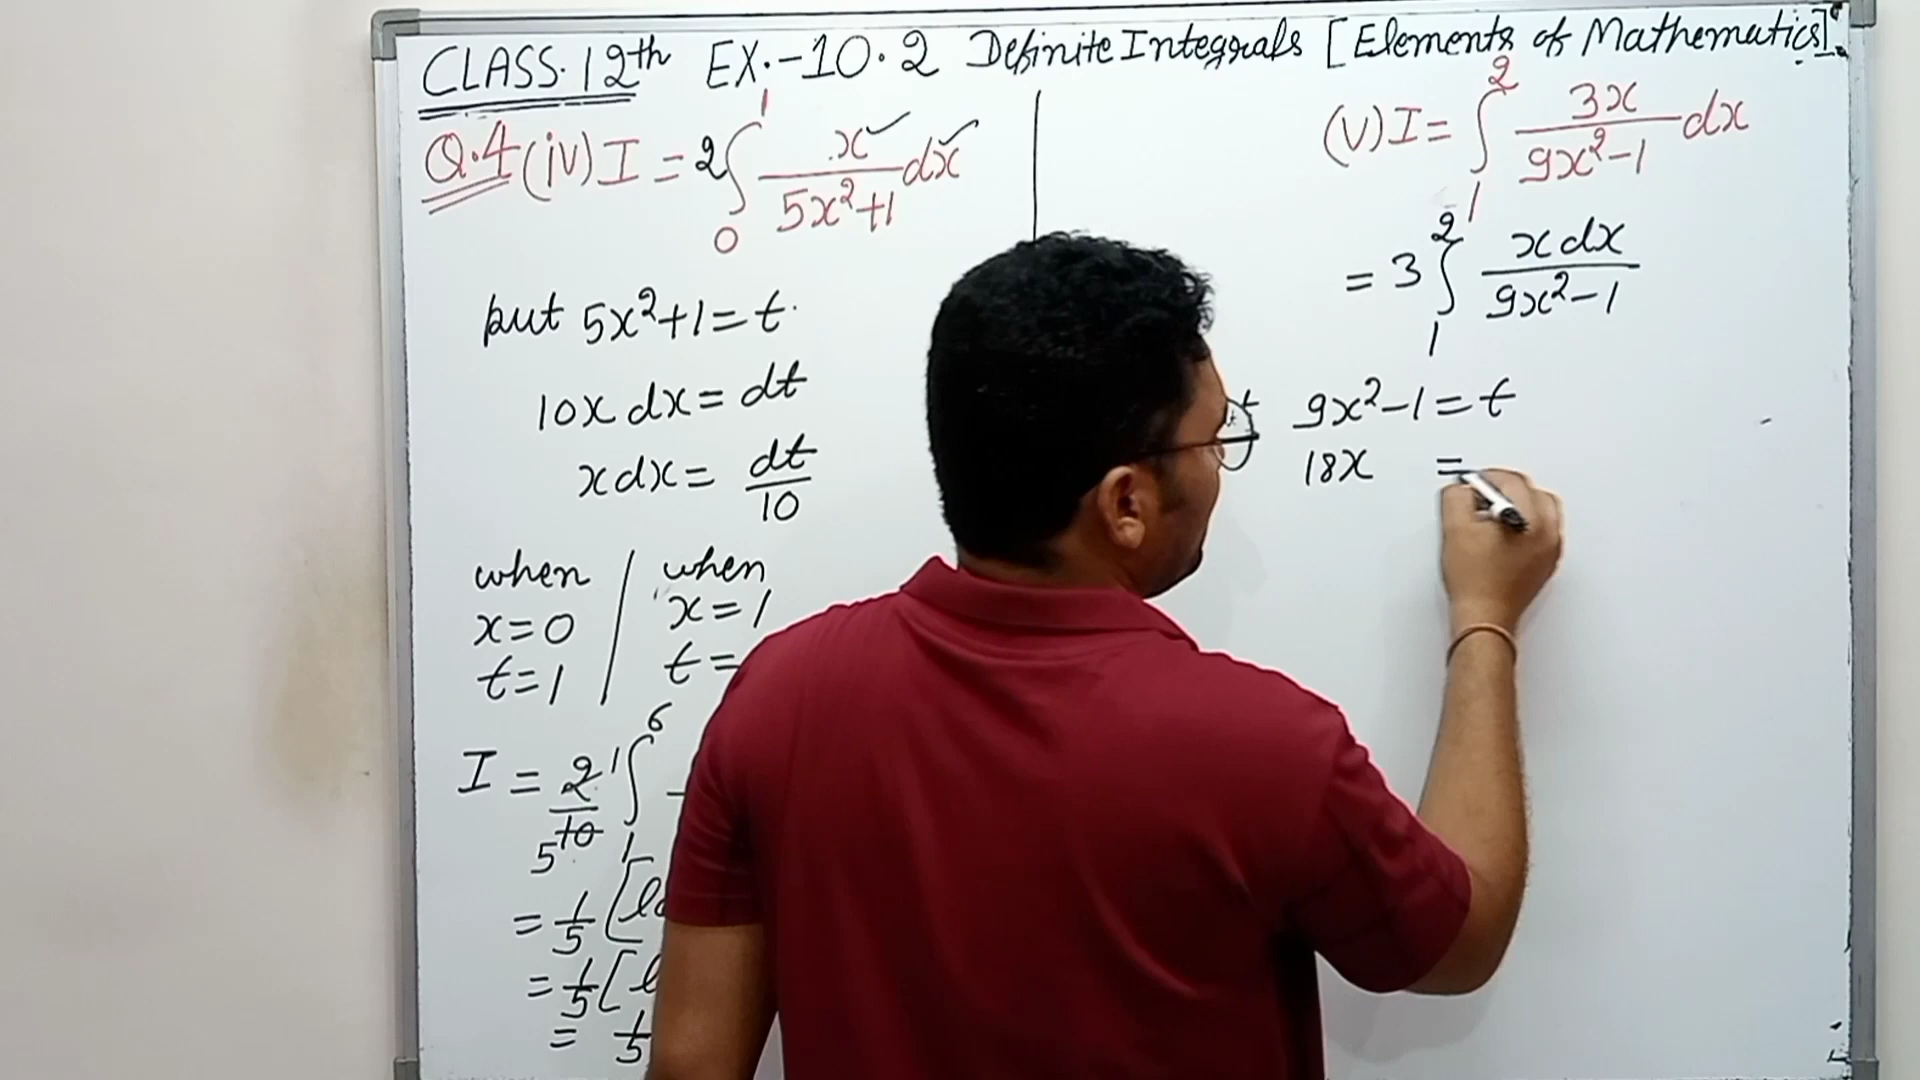 CLASS. 12th EX.-10.2 Definite Integrals [Elements of Mathematics].
Q.4 (iv) I = 2∫₀¹ x/(5x²+1) dx
put 5x²+1=t.
10x dx = dt
x dx = dt/10
when / when
x=0 x=1
t=1 t=
I = 2/10 ∫₁⁶
5
= 1/5 [
= 1/5 [
= 1/5
(V) I = ∫₁² 3x/(9x²-1) dx
= 3 ∫₁² x dx/(9x²-1)
9x²-1=t
18x =